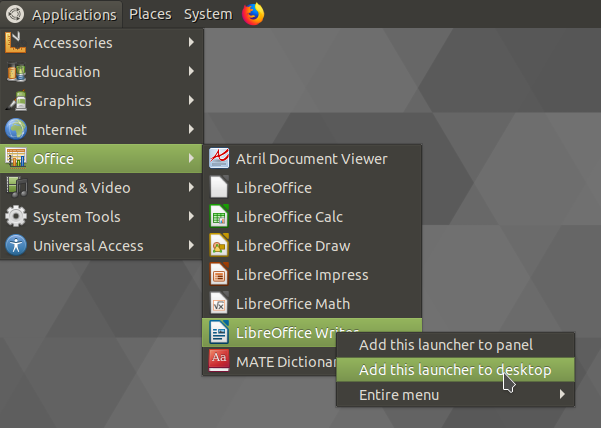 Applications Places System
Accessories
Education
Graphics
Internet
Office
Sound & Video
System Tools
Universal Access
Atril Document Viewer
LibreOffice
LibreOffice Calc
LibreOffice Draw
LibreOffice Impress
LibreOffice Math
LibreOffice Writer
MATE Dictionar
Add this launcher to panel
Add this launcher to desktop
Entire menu